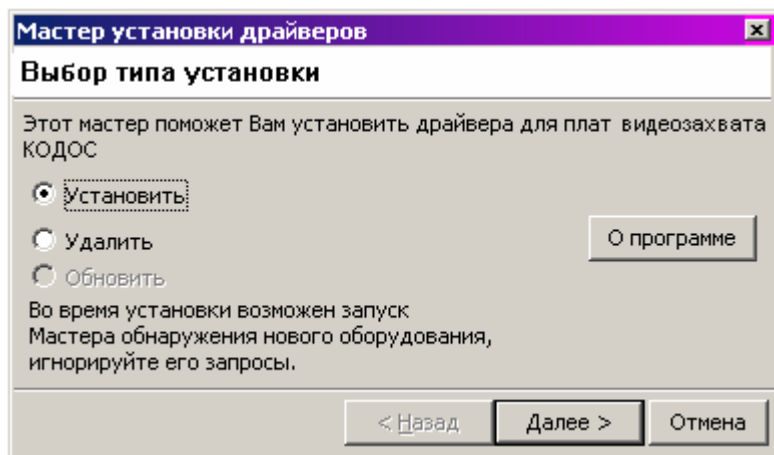 Мастер установки драйверов
Выбор типа установки
Этот мастер поможет Вам установить драйвера для плат видеозахвата
КОДОС
Установить
Удалить
О программе
Обновить
Во время установки возможен запуск
Мастера обнаружения нового оборудования,
игнорируйте его запросы.
< Назад
Далее >
Отмена